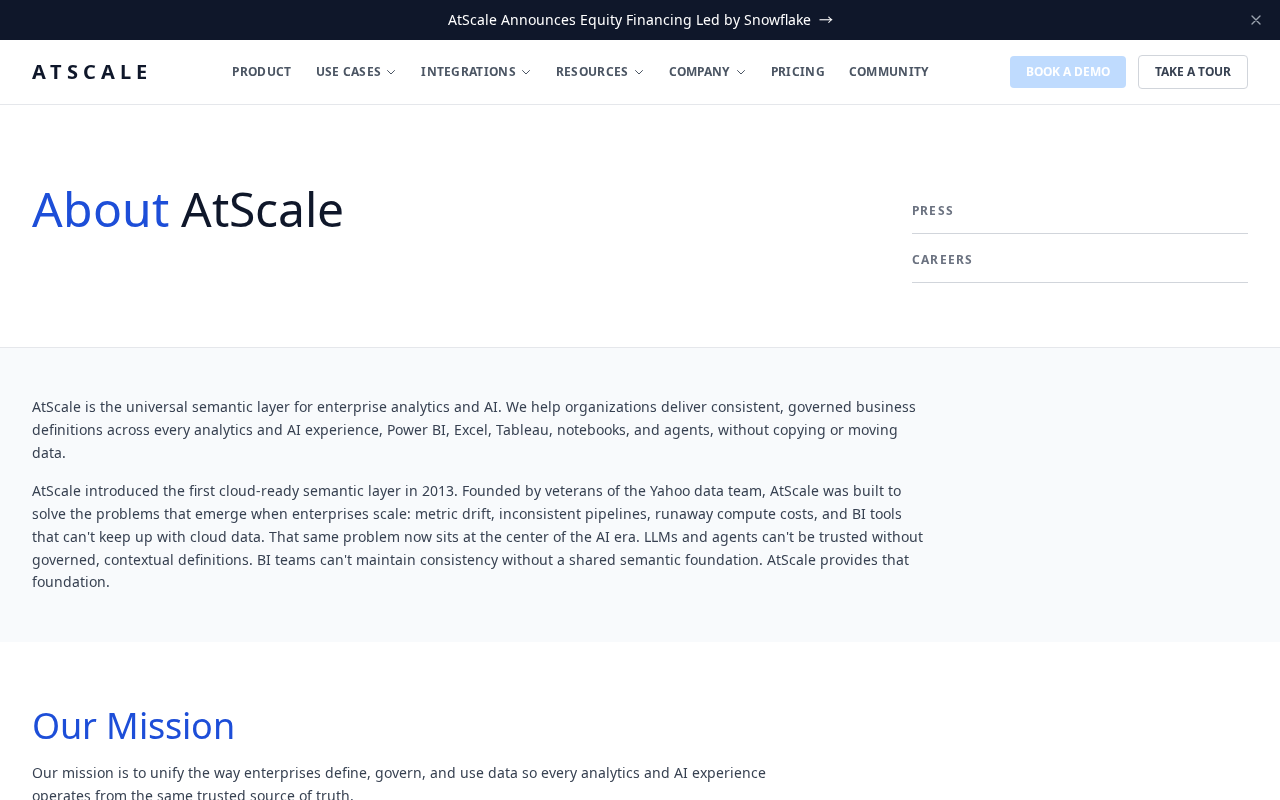 AtScale Announces Equity Financing Led by Snowflake →
ATSCALE
PRODUCT
USE CASES
INTEGRATIONS
RESOURCES
COMPANY
PRICING
COMMUNITY
BOOK A DEMO
TAKE A TOUR
About AtScale
PRESS
CAREERS
AtScale is the universal semantic layer for enterprise analytics and AI. We help organizations deliver consistent, governed business
definitions across every analytics and AI experience, Power BI, Excel, Tableau, notebooks, and agents, without copying or moving
data.
AtScale introduced the first cloud-ready semantic layer in 2013. Founded by veterans of the Yahoo data team, AtScale was built to
solve the problems that emerge when enterprises scale: metric drift, inconsistent pipelines, runaway compute costs, and BI tools
that can't keep up with cloud data. That same problem now sits at the center of the AI era. LLMs and agents can't be trusted without
governed, contextual definitions. BI teams can't maintain consistency without a shared semantic foundation. AtScale provides that
foundation.
Our Mission
Our mission is to unify the way enterprises define, govern, and use data so every analytics and AI experience
operates from the same trusted source of truth.